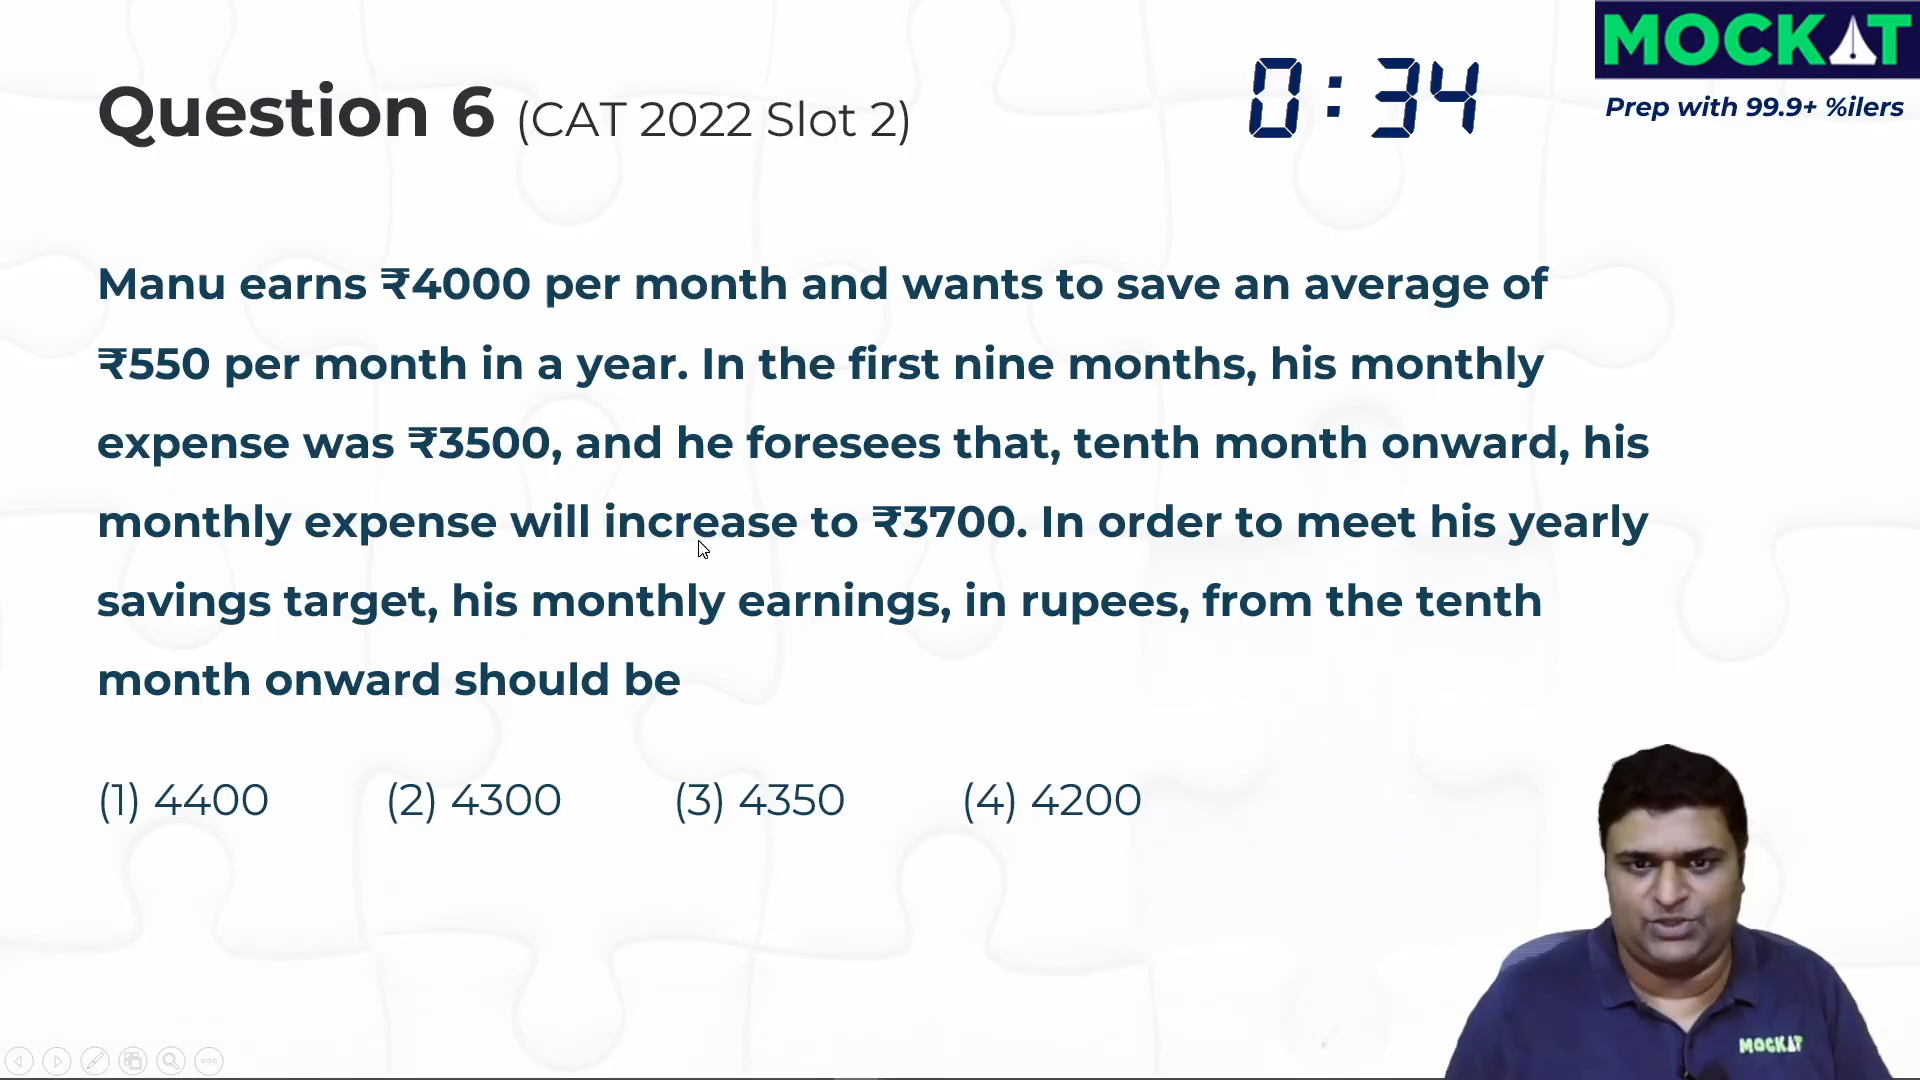 MOCKAT
Prep with 99.9+ %ilers
Question 6 (CAT 2022 Slot 2)
0:34
Manu earns ₹4000 per month and wants to save an average of
₹550 per month in a year. In the first nine months, his monthly
expense was ₹3500, and he foresees that, tenth month onward, his
monthly expense will increase to ₹3700. In order to meet his yearly
savings target, his monthly earnings, in rupees, from the tenth
month onward should be
(1) 4400 (2) 4300 (3) 4350 (4) 4200
MOCKAT